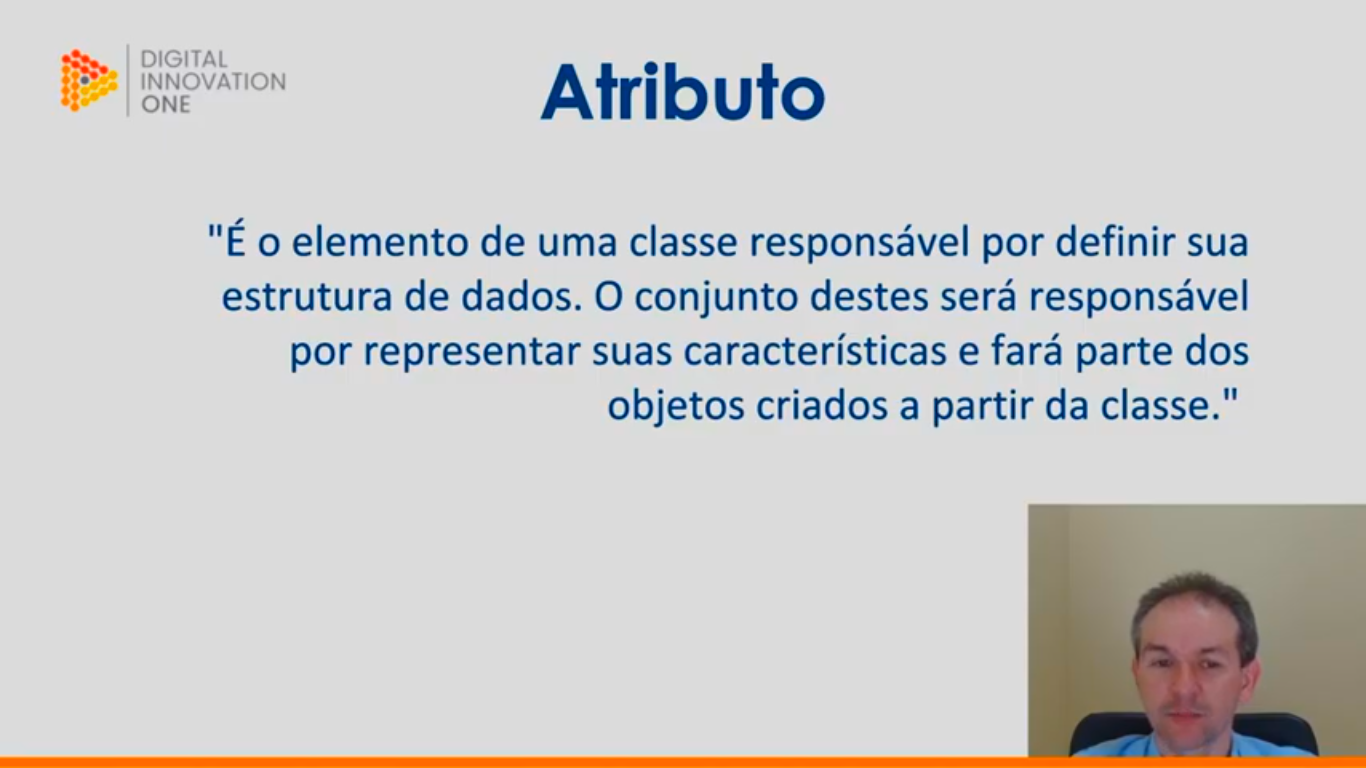 DIGITAL
INNOVATION
ONE
Atributo
"É o elemento de uma classe responsável por definir sua
estrutura de dados. O conjunto destes será responsável
por representar suas características e fará parte dos
objetos criados a partir da classe."